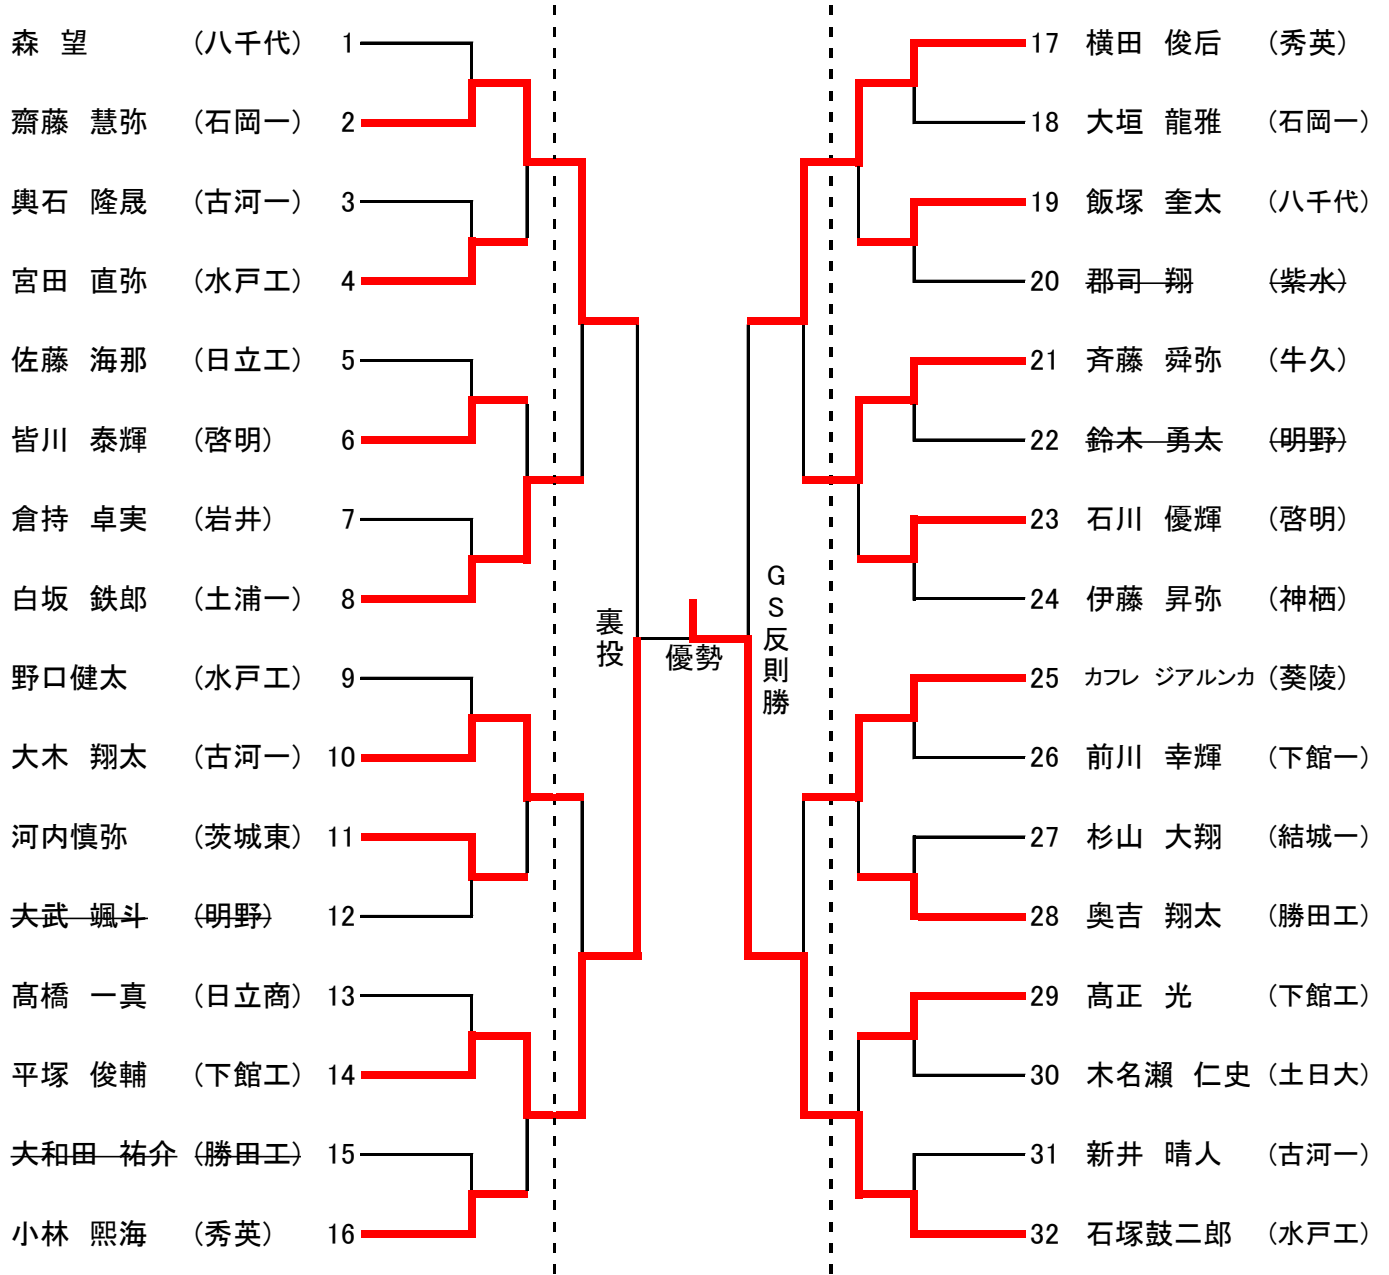 森 望 （八千代） 1
齋藤 慧弥 （石岡一） 2
輿石 隆晟 （古河一） 3
宮田 直弥 （水戸工） 4
佐藤 海那 （日立工） 5
皆川 泰輝 （啓明） 6
倉持 卓実 （岩井） 7
白坂 鉄郎 （土浦一） 8
野口健太 （水戸工） 9
大木 翔太 （古河一） 10
河内慎弥 （茨城東） 11
大武 颯斗 （明野） 12
髙橋 一真 （日立商） 13
平塚 俊輔 （下館工） 14
大和田 祐介 （勝田工） 15
小林 熙海 （秀英） 16
裏投
優勢
GS反則勝
17 横田 俊后 （秀英）
18 大垣 龍雅 （石岡一）
19 飯塚 奎太 （八千代）
20 郡司 翔 （紫水）
21 斉藤 舜弥 （牛久）
22 鈴木 勇太 （明野）
23 石川 優輝 （啓明）
24 伊藤 昇弥 （神栖）
25 カフレ ジアルンカ （葵陵）
26 前川 幸輝 （下館一）
27 杉山 大翔 （結城一）
28 奥吉 翔太 （勝田工）
29 髙正 光 （下館工）
30 木名瀬 仁史 （土日大）
31 新井 晴人 （古河一）
32 石塚鼓二郎 （水戸工）